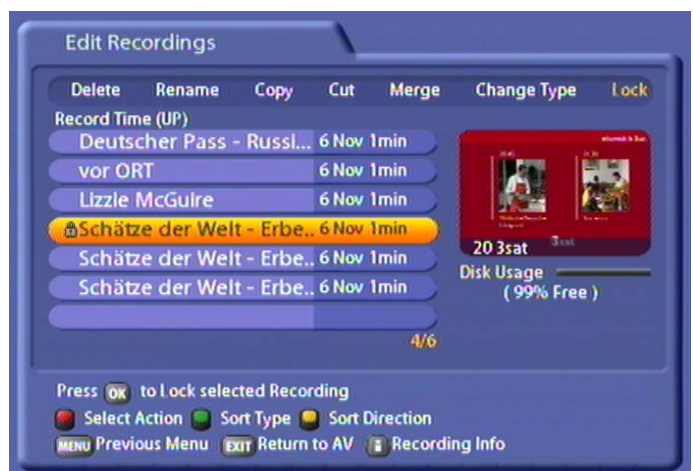 Edit Recordings
Delete Rename Copy Cut Merge Change Type Lock
Record Time (UP)
Deutscher Pass - Russl... 6 Nov 1min
vor ORT 6 Nov 1min
Lizzie McGuire 6 Nov 1min
Schätze der Welt - Erbe.. 6 Nov 1min
Schätze der Welt - Erbe.. 6 Nov 1min
Schätze der Welt - Erbe.. 6 Nov 1min
4/6
20 3sat
3sat
Disk Usage
( 99% Free )
Press OK to Lock selected Recording
Select Action Sort Type Sort Direction
MENU Previous Menu EXIT Return to AV i Recording Info